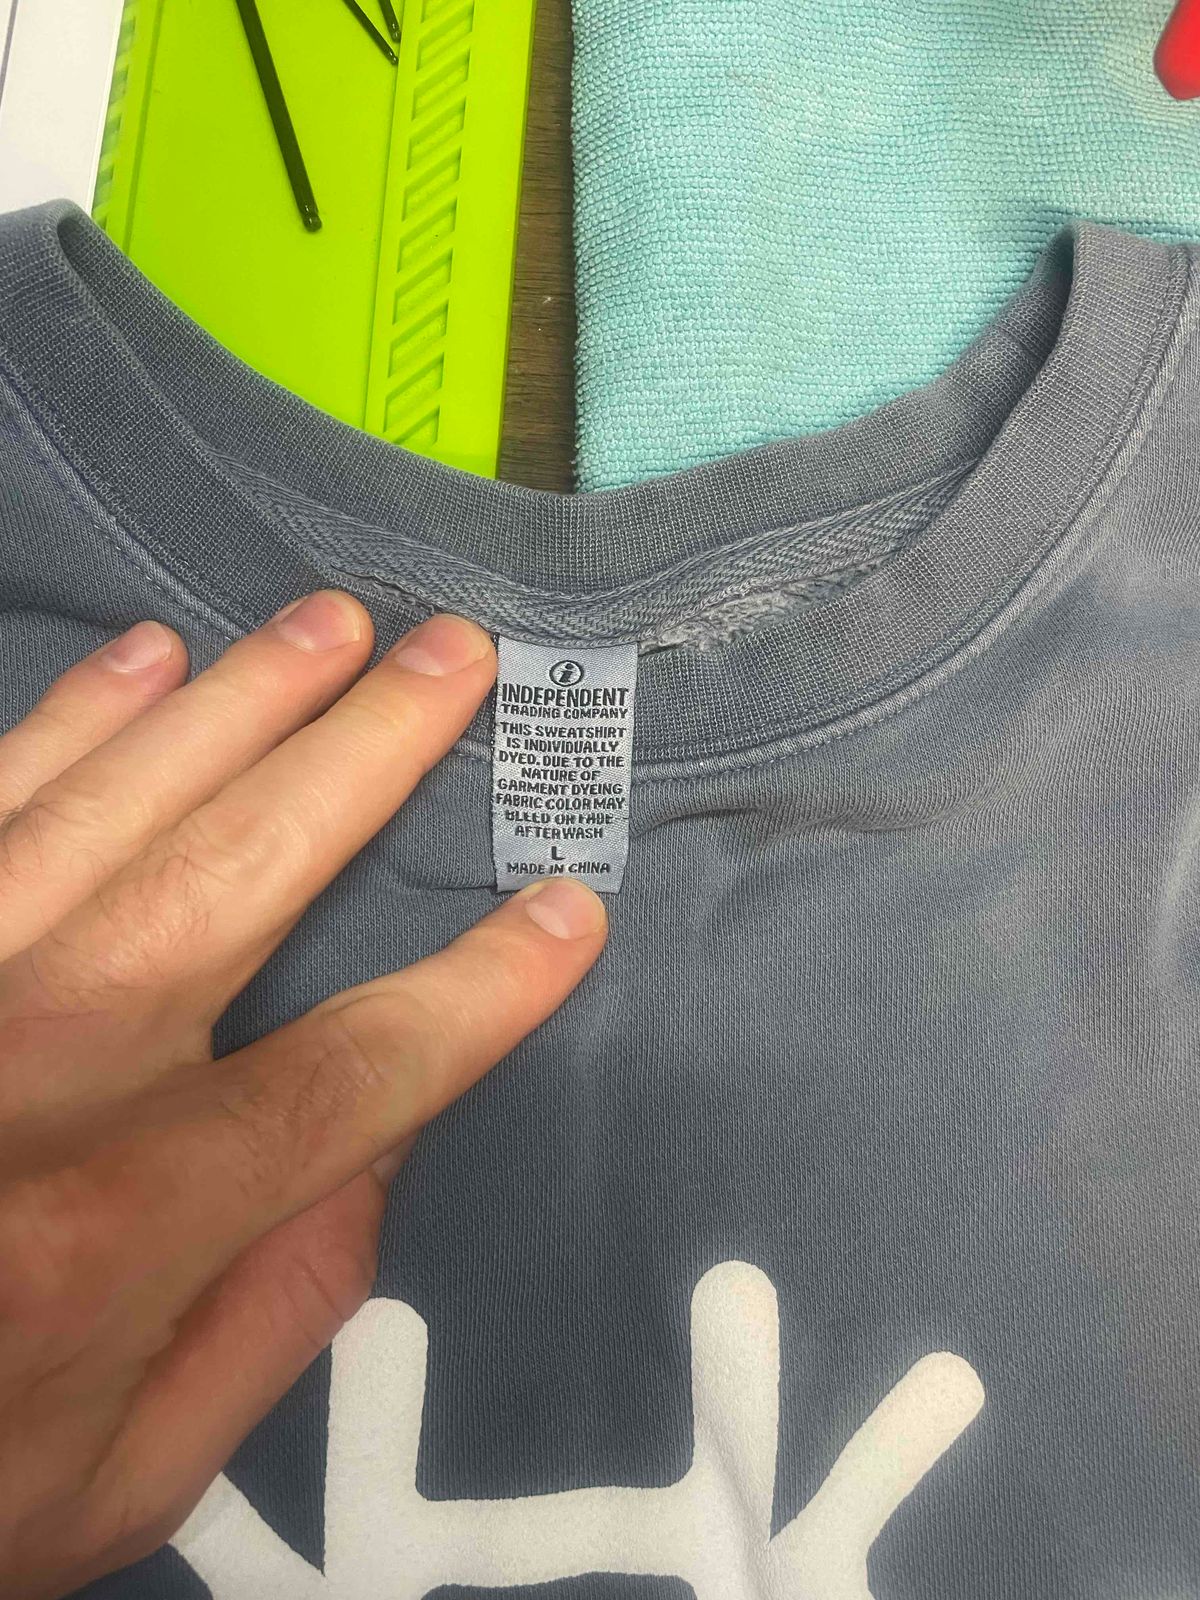 i
INDEPENDENT
TRADING COMPANY
THIS SWEATSHIRT
IS INDIVIDUALLY
DYED. DUE TO THE
NATURE OF
GARMENT DYEING
FABRIC COLOR MAY
BLEED OR FADE
AFTER WASH
L
MADE IN CHINA